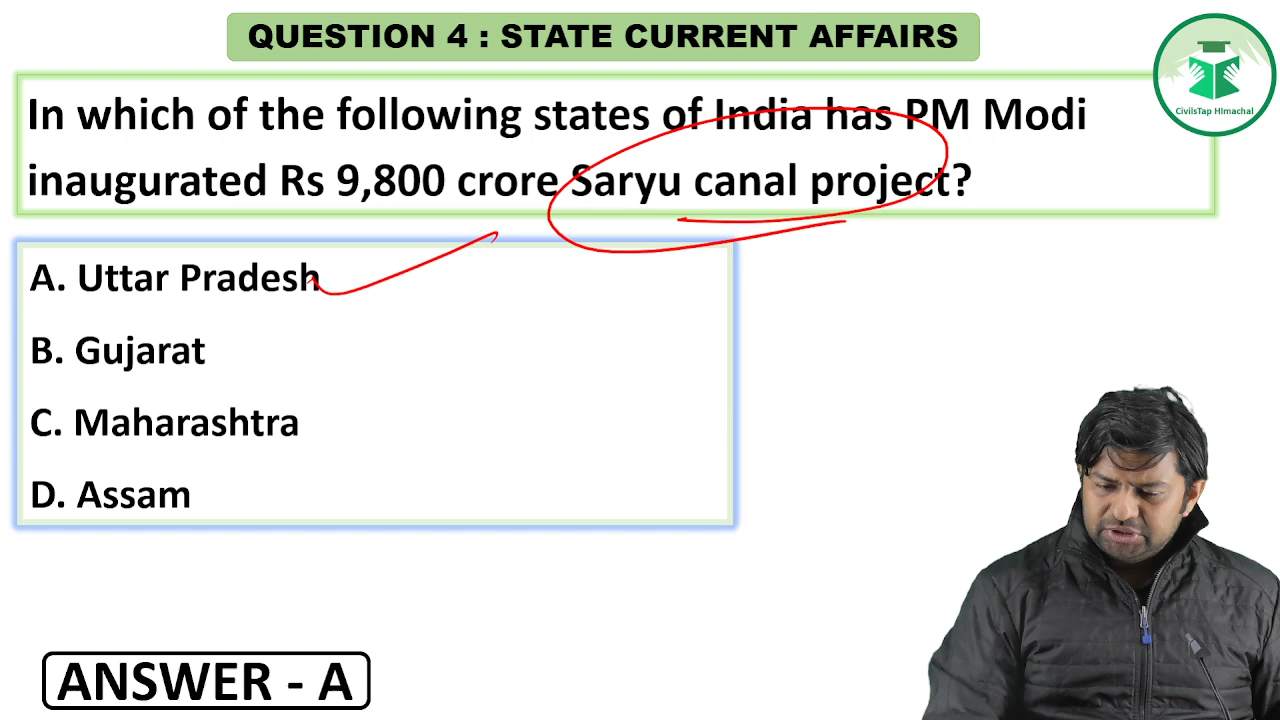 QUESTION 4 : STATE CURRENT AFFAIRS
CivilsTap HImachal
In which of the following states of India has PM Modi
inaugurated Rs 9,800 crore Saryu canal project?
A. Uttar Pradesh
B. Gujarat
C. Maharashtra
D. Assam
ANSWER - A